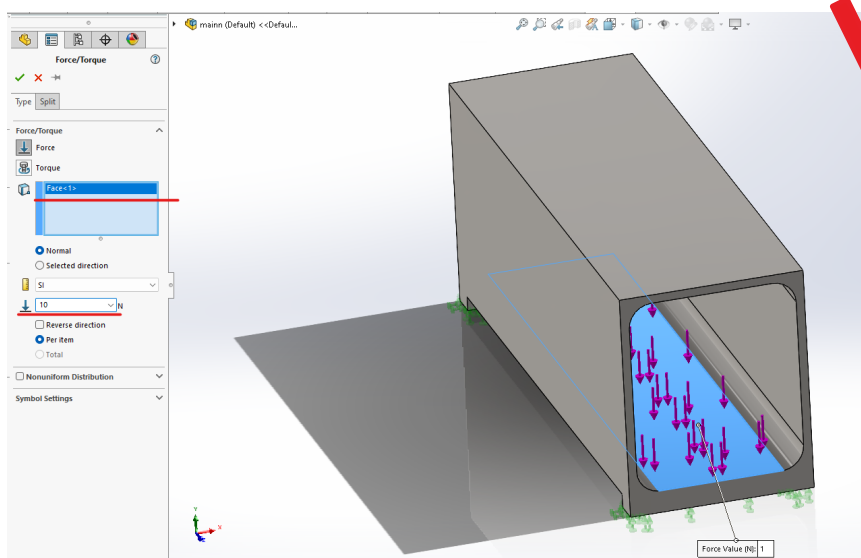 mainn (Default) <<Defaul...
Force/Torque
Type Split
Force/Torque
Force
Torque
Face<1>
Normal
Selected direction
SI
10 N
Reverse direction
Per item
Total
Nonuniform Distribution
Symbol Settings
Y
X
Z
Force Value (N): 1